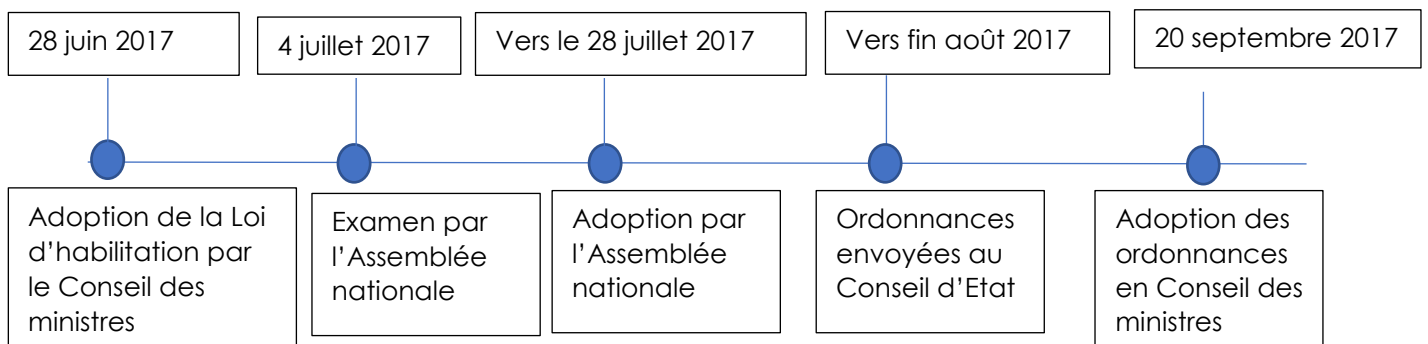 28 juin 2017
4 juillet 2017
Vers le 28 juillet 2017
Vers fin août 2017
20 septembre 2017
Adoption de la Loi
d’habilitation par
le Conseil des
ministres
Examen par
l’Assemblée
nationale
Adoption par
l’Assemblée
nationale
Ordonnances
envoyées au
Conseil d’Etat
Adoption des
ordonnances
en Conseil des
ministres